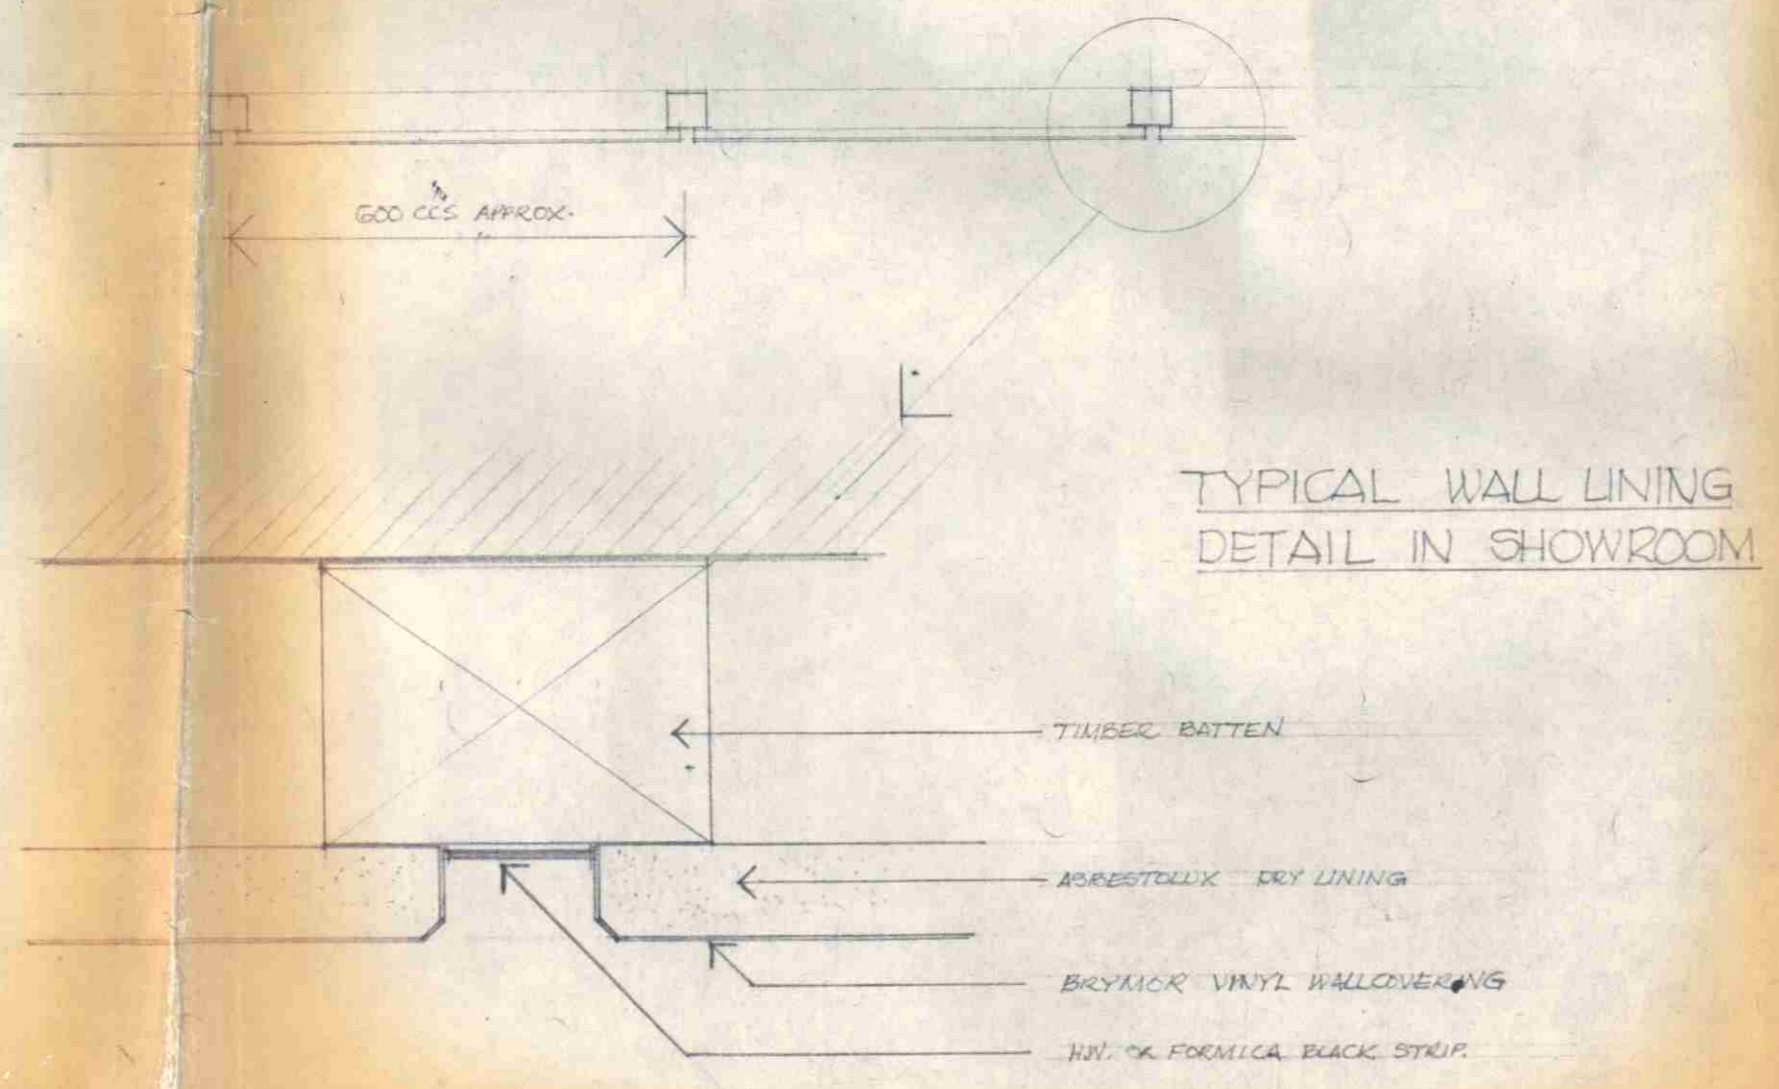 600 CCS APPROX.
TYPICAL WALL LINING
DETAIL IN SHOWROOM
TIMBER BATTEN
ASBESTOLUX DRY LINING
BRYMOR VINYL WALLCOVERING
H.W. OR FORMICA BLACK STRIP.